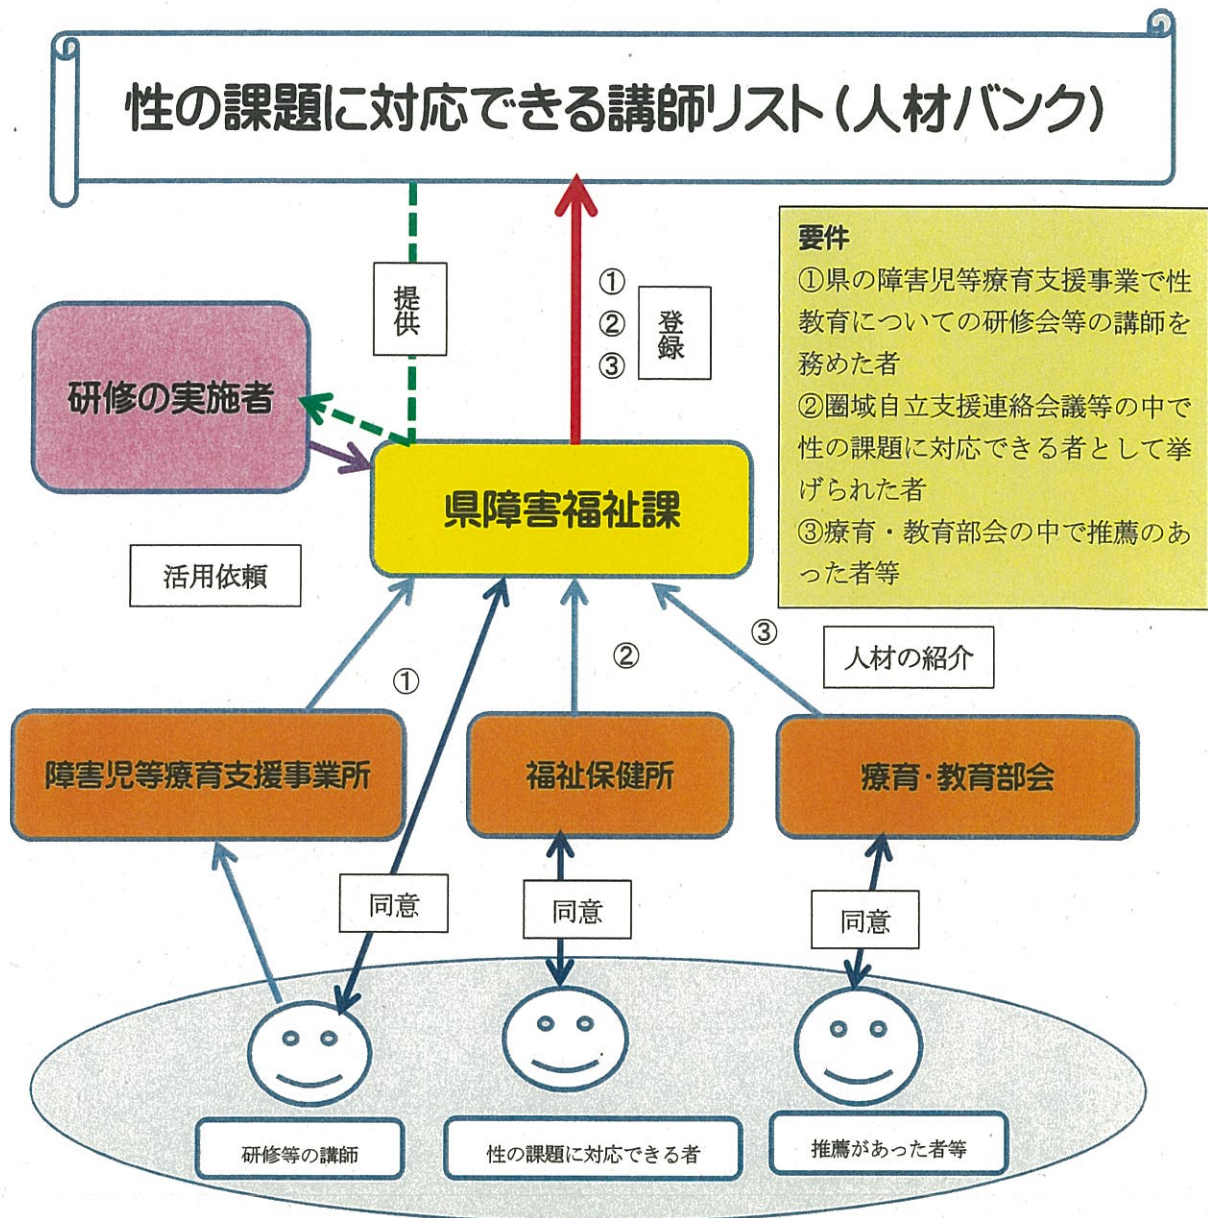 性の課題に対応できる講師リスト(人材バンク)
提供
①
②
③
登録
要件
①県の障害児等療育支援事業で性
教育についての研修会等の講師を
務めた者
②圏域自立支援連絡会議等の中で
性の課題に対応できる者として挙
げられた者
③療育・教育部会の中で推薦のあ
った者等
研修の実施者
県障害福祉課
活用依頼
①
②
③
人材の紹介
障害児等療育支援事業所
福祉保健所
療育・教育部会
同意
同意
同意
研修等の講師
性の課題に対応できる者
推薦があった者等